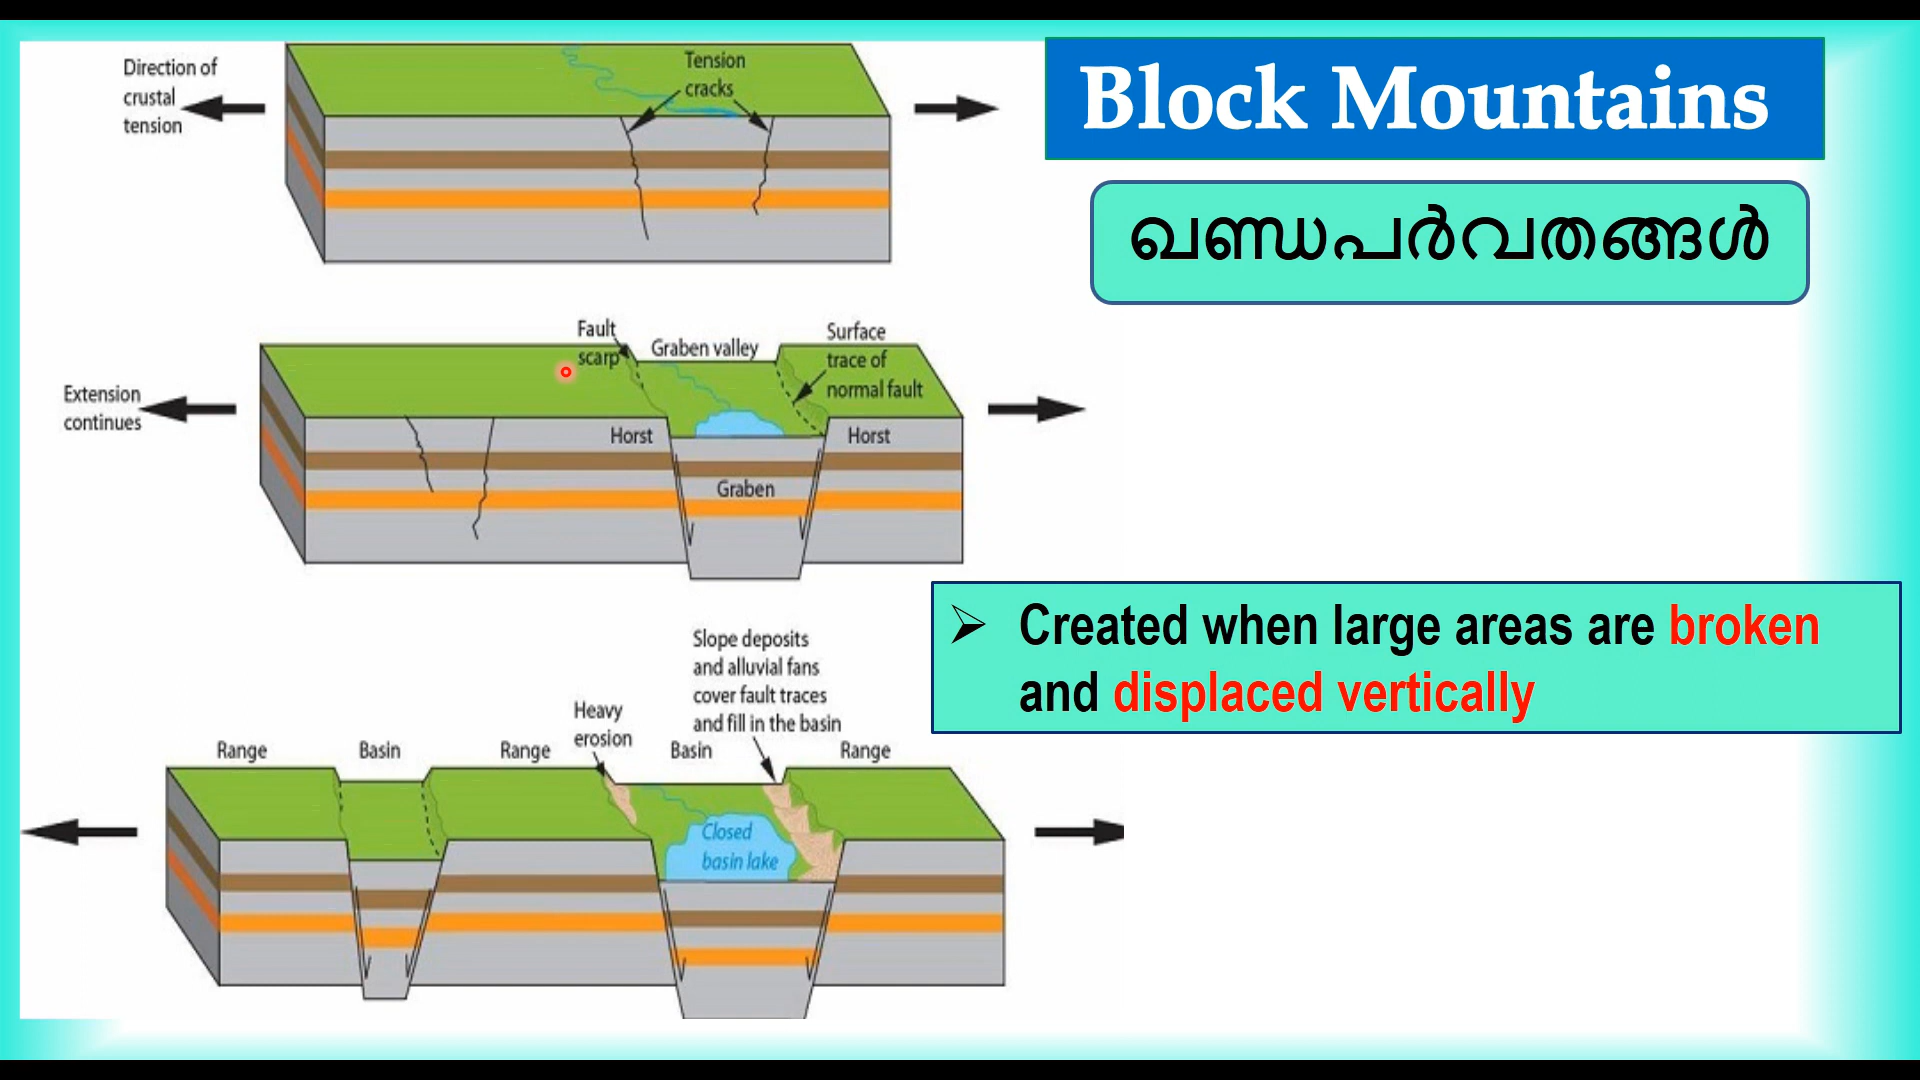 Block Mountains
ഖണ്ഡപർവതങ്ങൾ
Direction of
crustal
tension
Tension
cracks
Fault
scarp
Graben valley
Surface
trace of
normal fault
Extension
continues
Horst
Horst
Graben
➢ Created when large areas are broken
and displaced vertically
Slope deposits
and alluvial fans
cover fault traces
and fill in the basin
Heavy
erosion
Range
Basin
Range
Basin
Range
Closed
basin lake